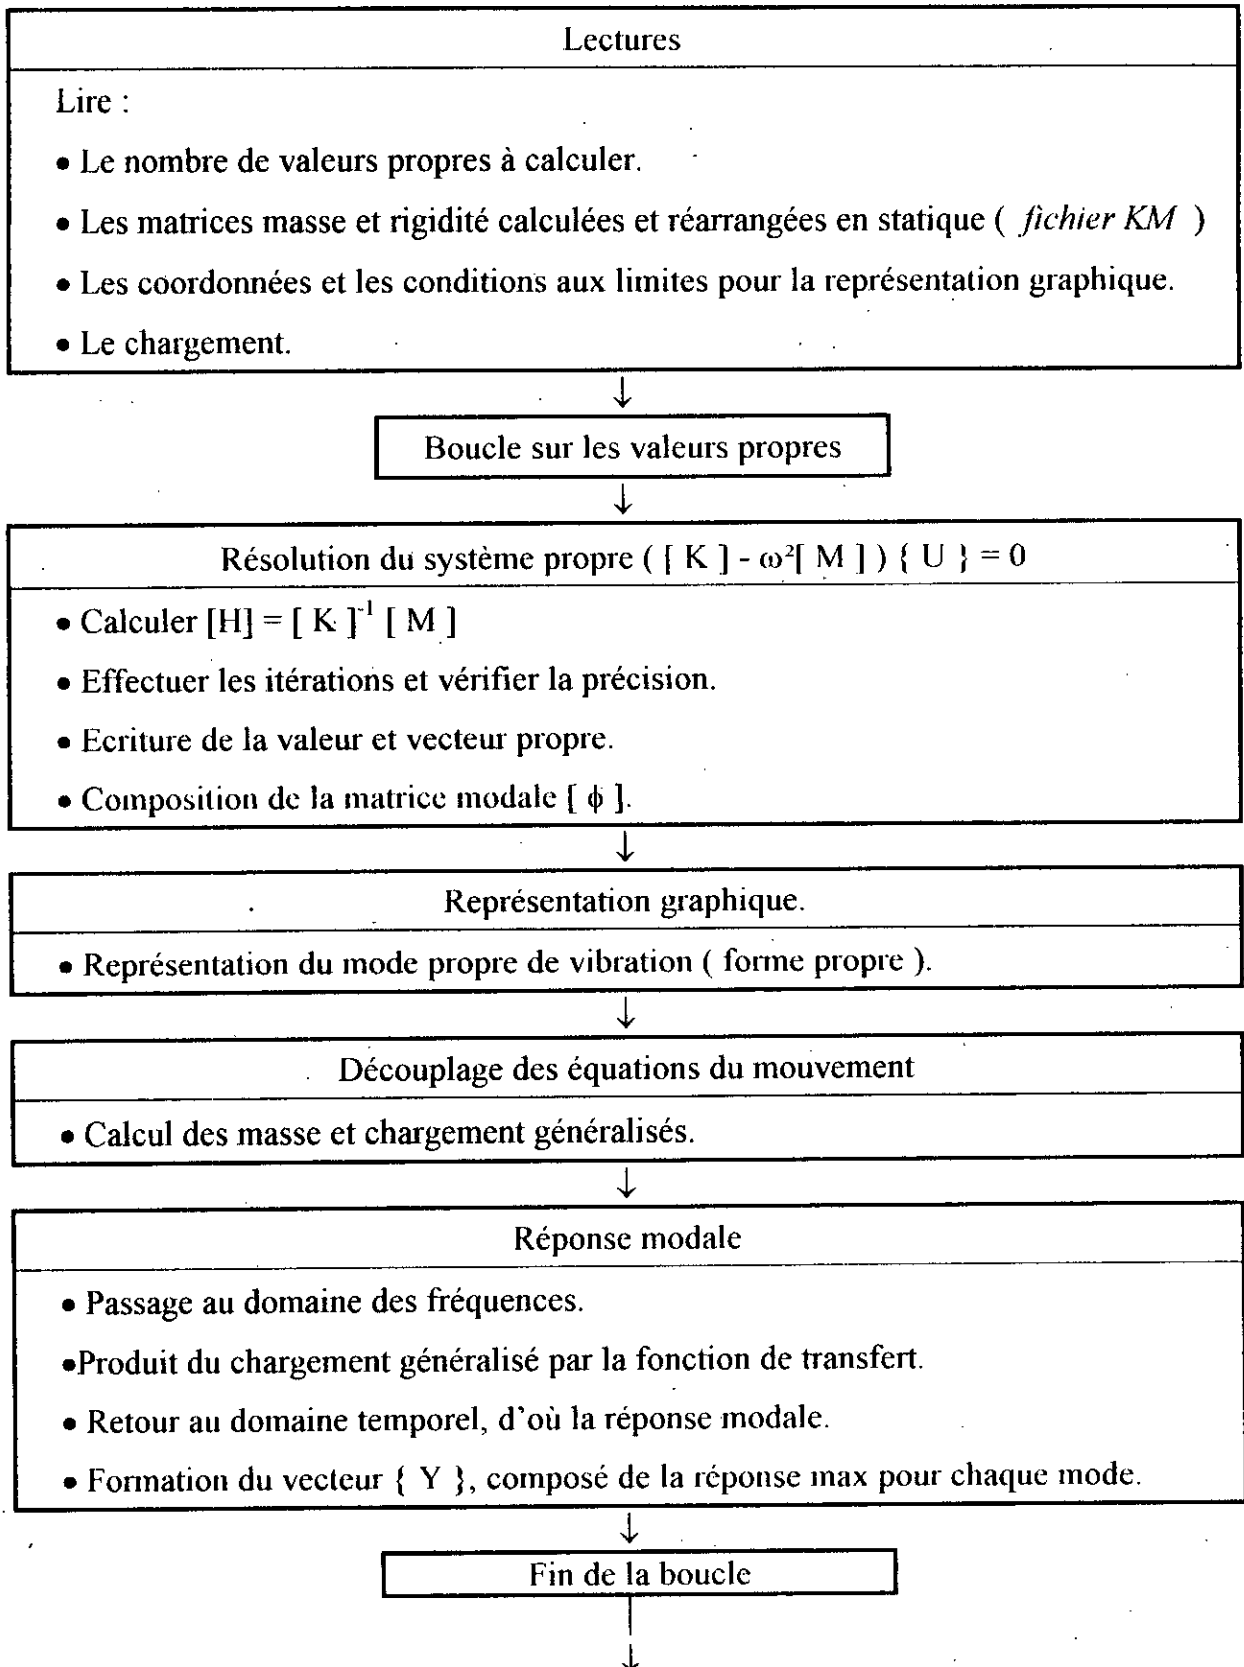 Lectures
Lire :
• Le nombre de valeurs propres à calculer.
• Les matrices masse et rigidité calculées et réarrangées en statique ( fichier KM )
• Les coordonnées et les conditions aux limites pour la représentation graphique.
• Le chargement.
↓
Boucle sur les valeurs propres
↓
Résolution du système propre ( [ K ] - ω²[ M ] ) { U } = 0
• Calculer [H] = [ K ]⁻¹ [ M ]
• Effectuer les itérations et vérifier la précision.
• Ecriture de la valeur et vecteur propre.
• Composition de la matrice modale [ ϕ ].
↓
Représentation graphique.
• Représentation du mode propre de vibration ( forme propre ).
↓
Découplage des équations du mouvement
• Calcul des masse et chargement généralisés.
↓
Réponse modale
• Passage au domaine des fréquences.
•Produit du chargement généralisé par la fonction de transfert.
• Retour au domaine temporel, d'où la réponse modale.
• Formation du vecteur { Y }, composé de la réponse max pour chaque mode.
↓
Fin de la boucle
↓